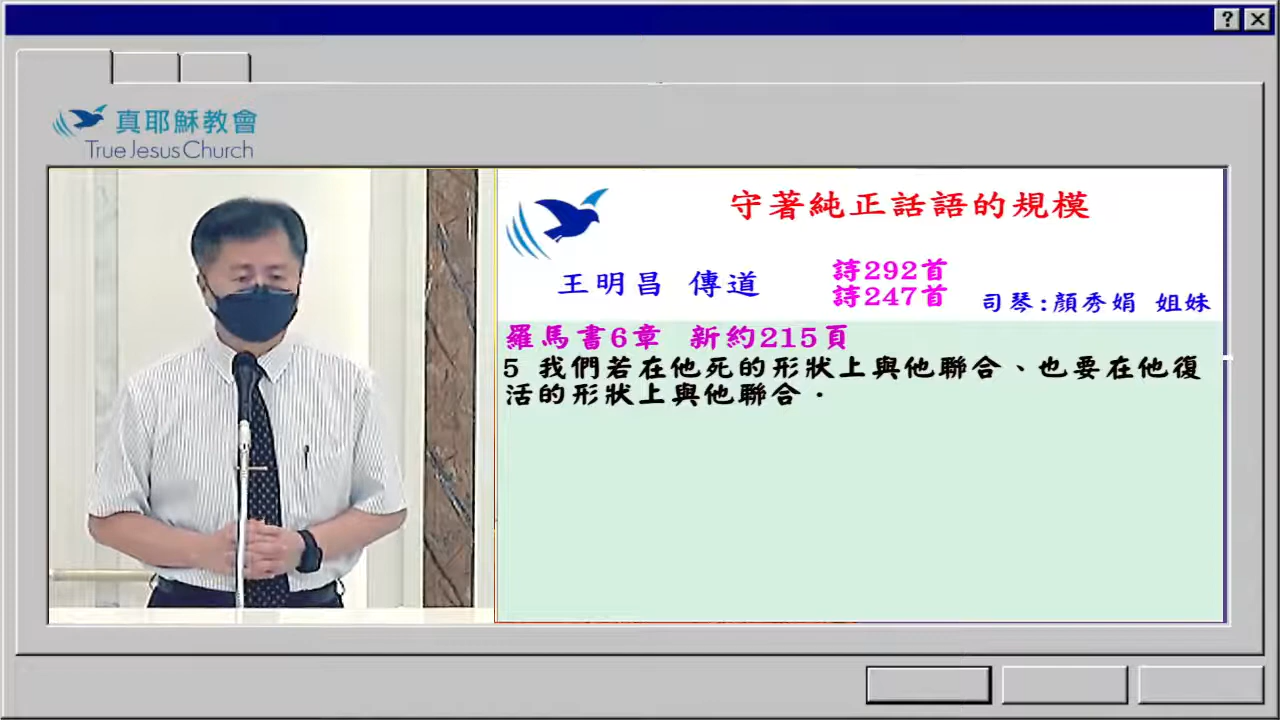 真耶穌教會
True Jesus Church
守著純正話語的規模
王明昌 傳道
詩292首
詩247首
司琴:顏秀娟 姐妹
羅馬書6章 新約215頁
5 我們若在他死的形狀上與他聯合、也要在他復
活的形狀上與他聯合．